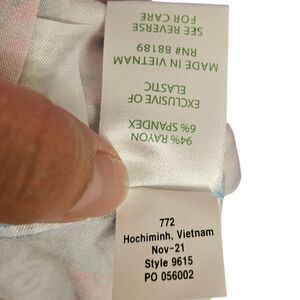 94% RAYON
6% SPANDEX
EXCLUSIVE OF
ELASTIC
MADE IN VIETNAM
RN# 88189
SEE REVERSE
FOR CARE
772
Hochiminh, Vietnam
Nov-21
Style 9615
PO 056002